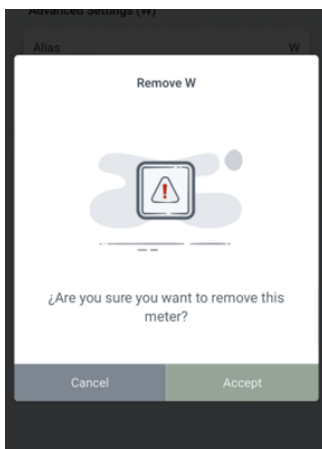 Advanced Settings (W)
Alias W
Remove W
¿Are you sure you want to remove this
meter?
Cancel Accept